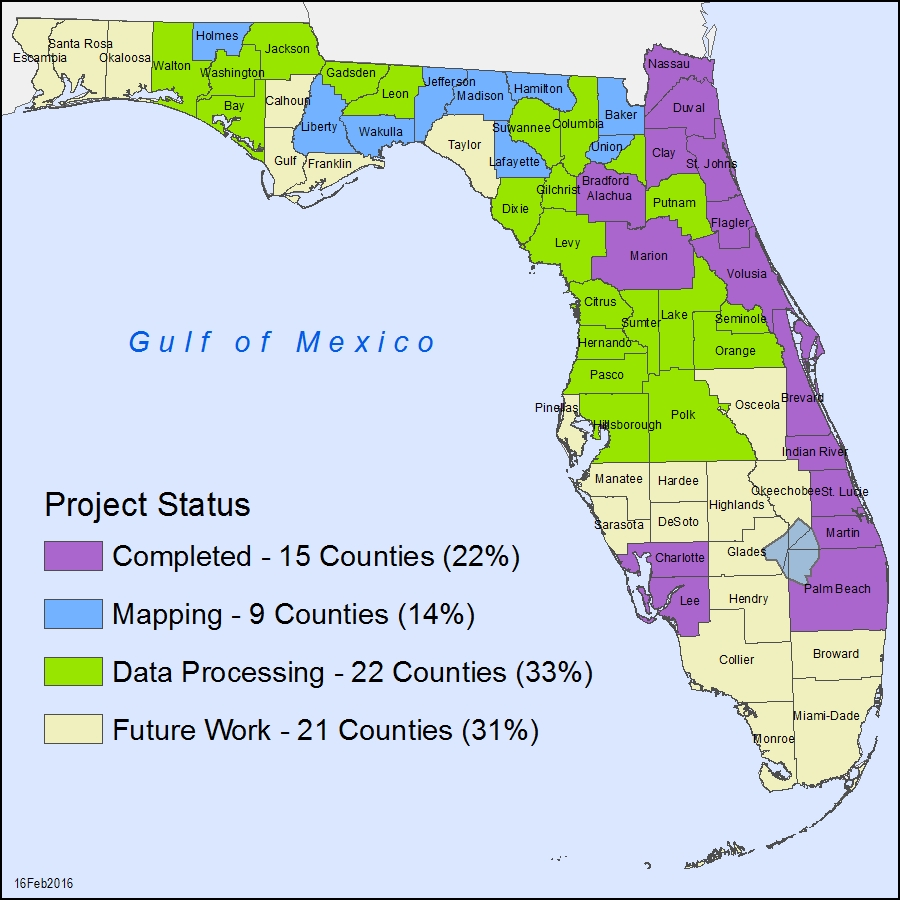 Nassau
Holmes
Santa Rosa
Jackson
Escampia
Okaloosa
Walton
Washington
Gadsden
Jefferson
Hamilton
Leon
Madison
Calhoun
Bay
Duval
Baker
Liberty
Wakulla
Suwannee
Columbia
Taylor
Union
Clay
Gulf
Franklin
Lafayette
St. Johns
Bradford
Gilchrist
Alachua
Putnam
Dixie
Flagler
Levy
Marion
Volusia
Citrus
Sumter
Lake
Seminole
Gulf of Mexico
Hernando
Orange
Pasco
Brevard
Osceola
Pinellas
Polk
Hillsborough
Indian River
Manatee
Hardee
Okeechobee
St. Lucie
Highlands
Sarasota
DeSoto
Martin
Glades
Charlotte
Palm Beach
Lee
Hendry
Collier
Broward
Miami-Dade
Monroe
Project Status
Completed - 15 Counties (22%)
Mapping - 9 Counties (14%)
Data Processing - 22 Counties (33%)
Future Work - 21 Counties (31%)
16Feb2016